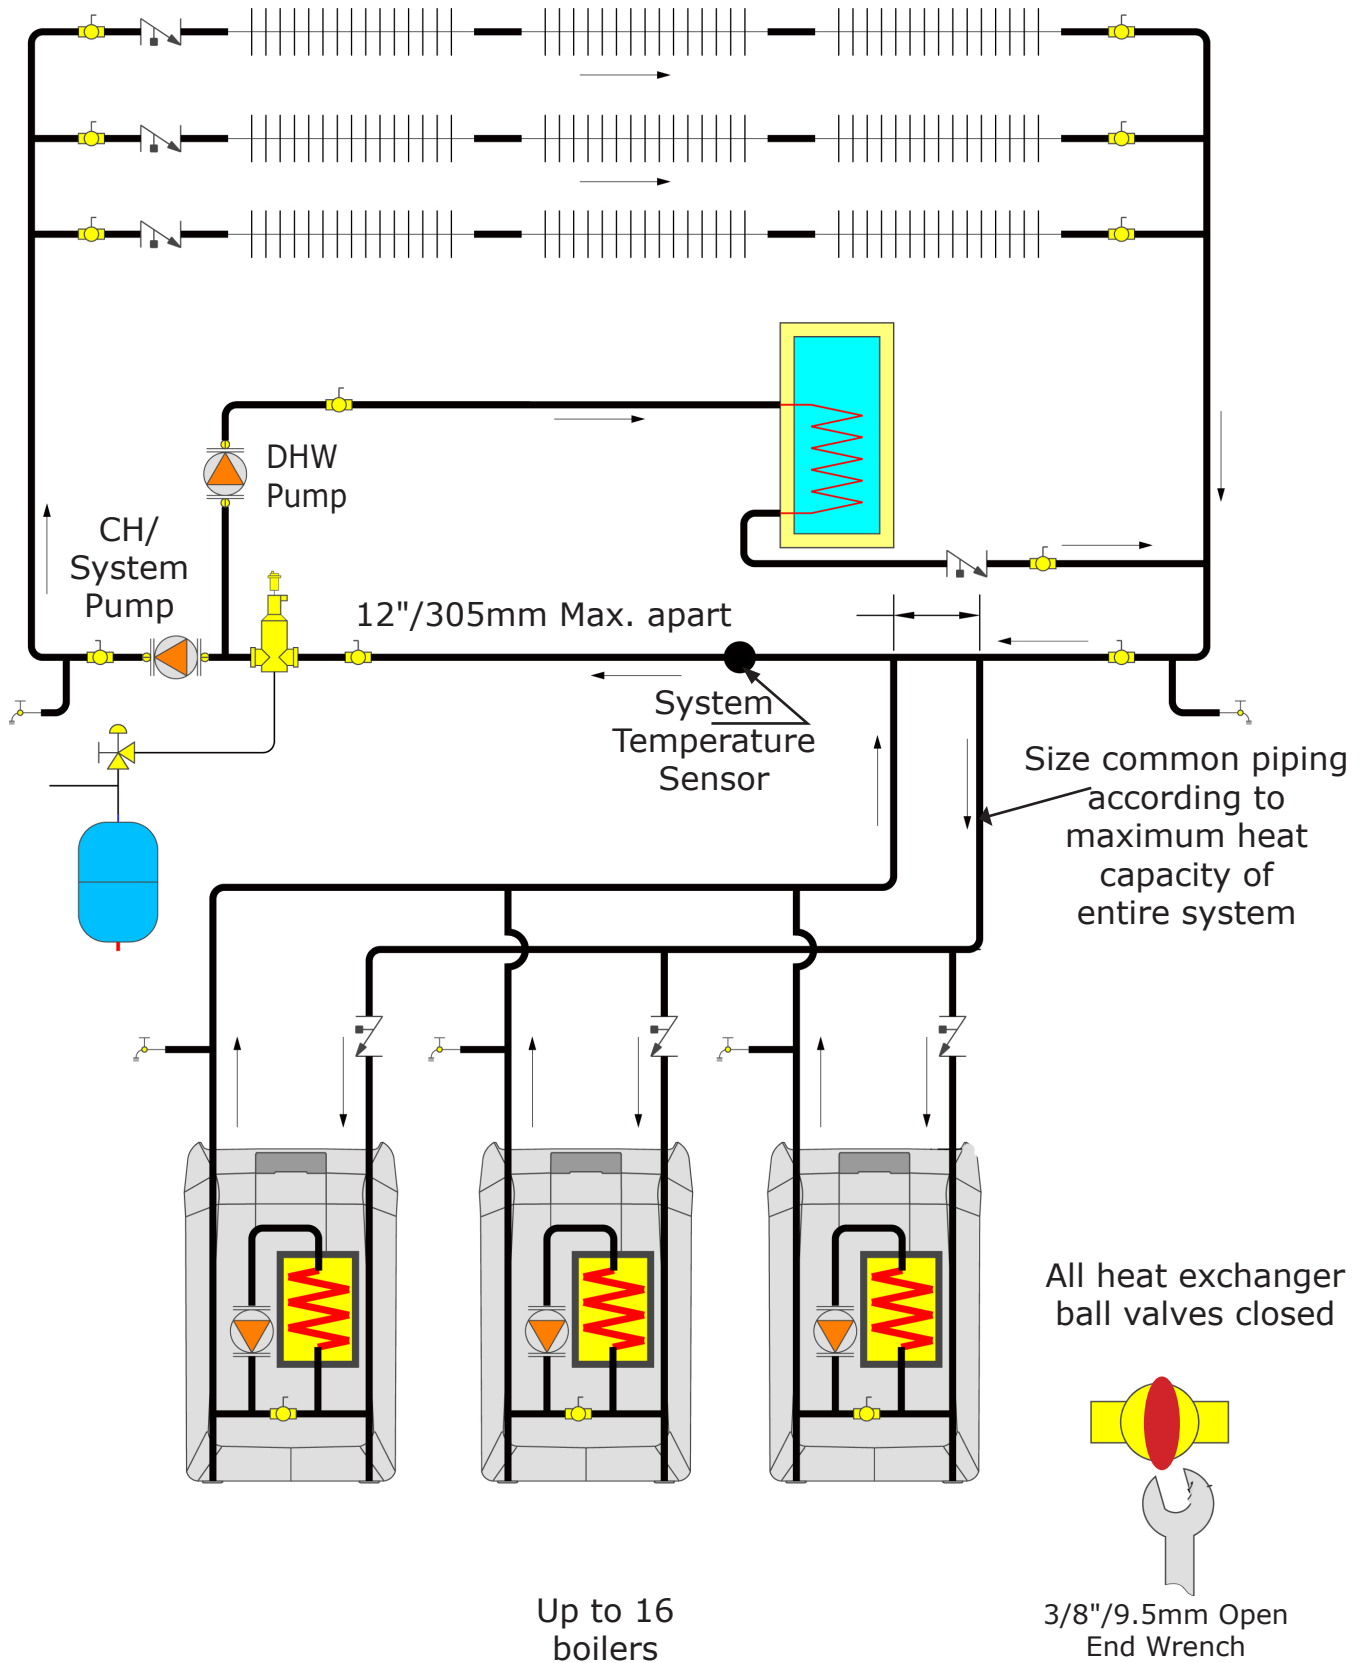 DHW
Pump
CH/
System
Pump
12"/305mm Max. apart
System
Temperature
Sensor
Size common piping
according to
maximum heat
capacity of
entire system
All heat exchanger
ball valves closed
3/8"/9.5mm Open
End Wrench
Up to 16
boilers